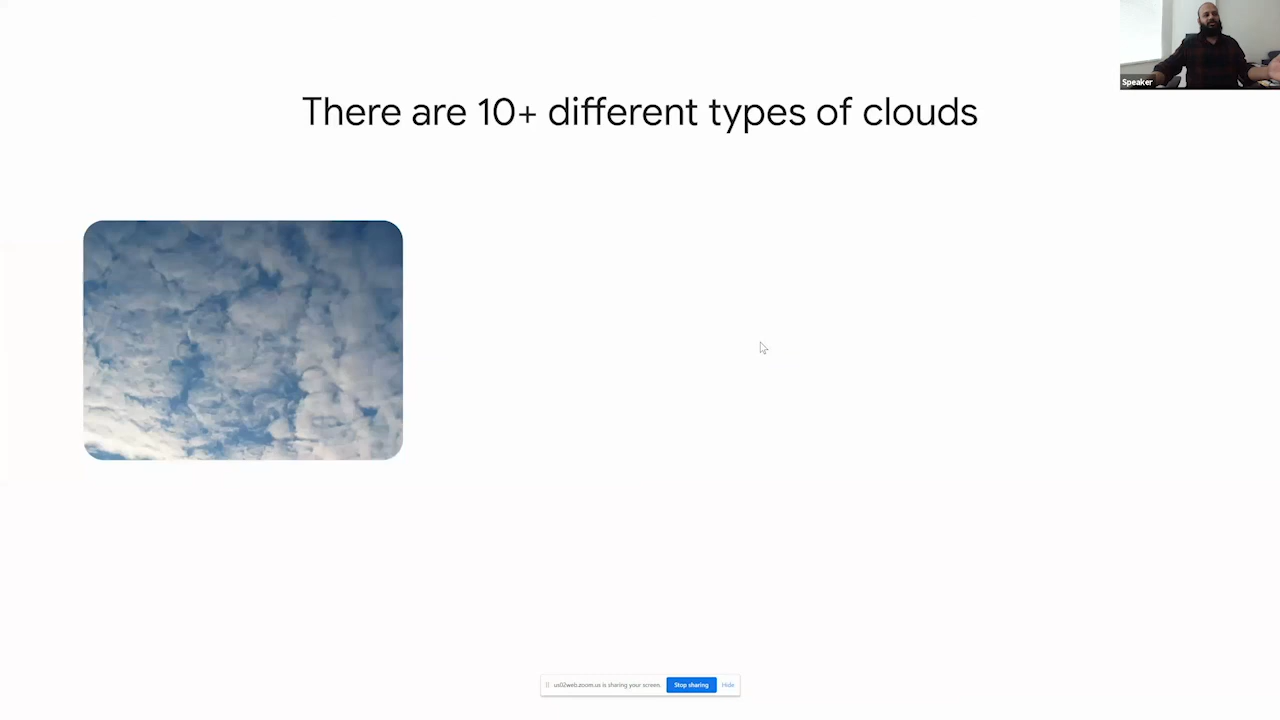 There are 10+ different types of clouds
Speaker
us02web.zoom.us is sharing your screen.
Stop sharing
Hide